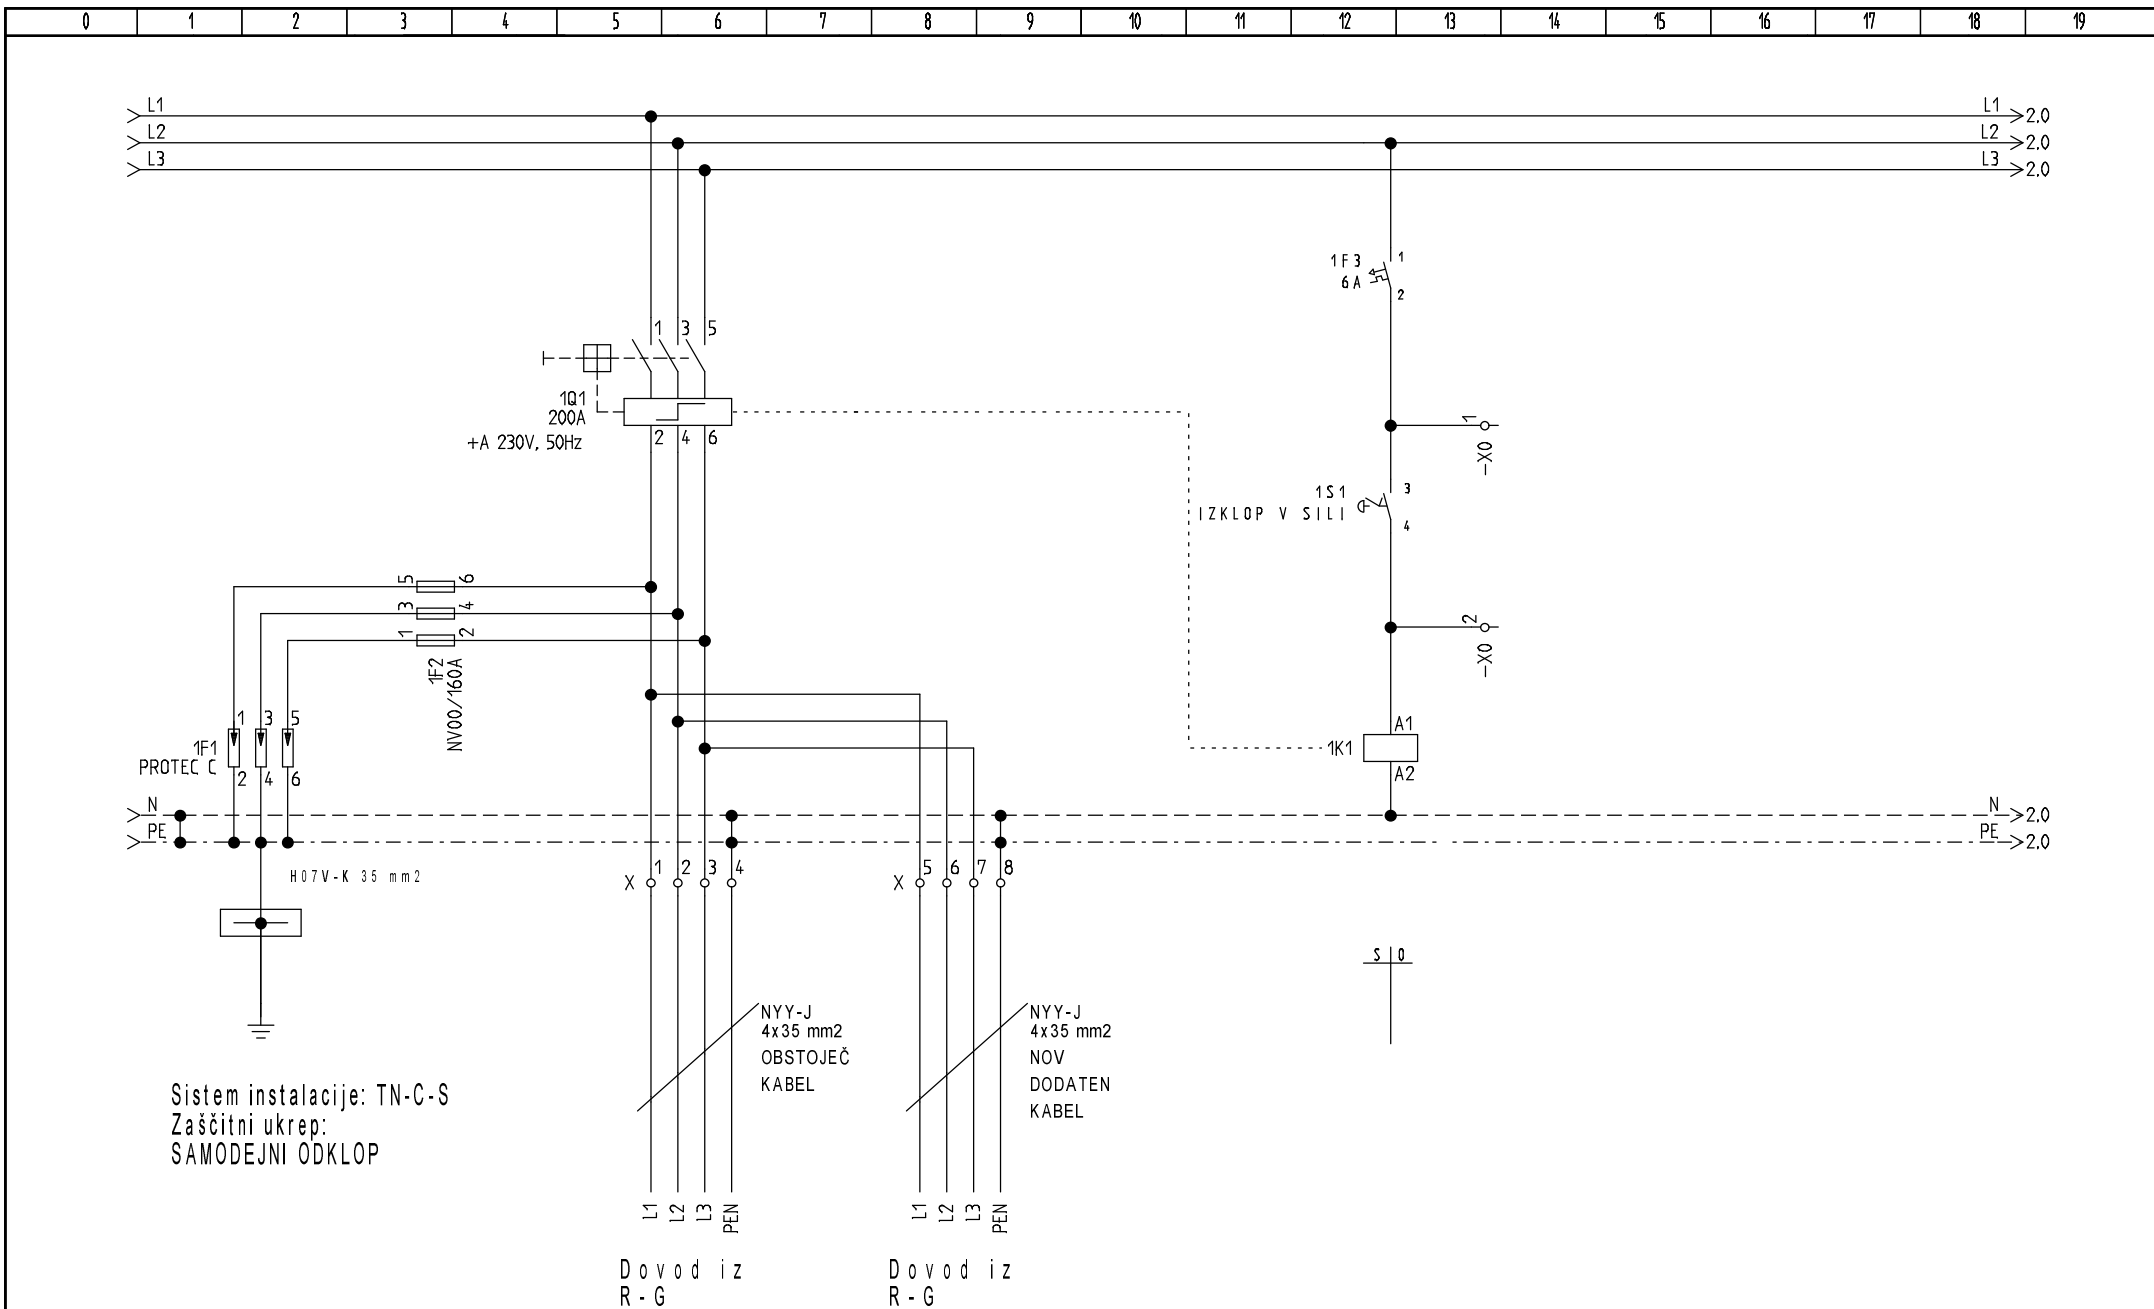 0 1 2 3 4 5 6 7 8 9 10 11 12 13 14 15 16 17 18 19
L1 L1 2.0
L2 L2 2.0
L3 L3 2.0
1F3 1
6A 2
1 3 5
1Q1
200A
+A 230V, 50Hz
2 4 6
1
-X0
1S1 3
IZKLOP V SILI
4
5 6
3 4
1 2
1F2
NV00/160A
2
-X0
1 3 5
1F1
PROTEC C
2 4 6
A1
1K1
A2
N N 2.0
PE PE 2.0
H07V-K 35 mm2
X 1 2 3 4
X 5 6 7 8
S 0
NYY-J
4x35 mm2
OBSTOJEČ
KABEL
NYY-J
4x35 mm2
NOV
DODATEN
KABEL
Sistem instalacije: TN-C-S
Zaščitni ukrep:
SAMODEJNI ODKLOP
L1 L2 L3 PEN
L1 L2 L3 PEN
Dovod iz
R-G
Dovod iz
R-G